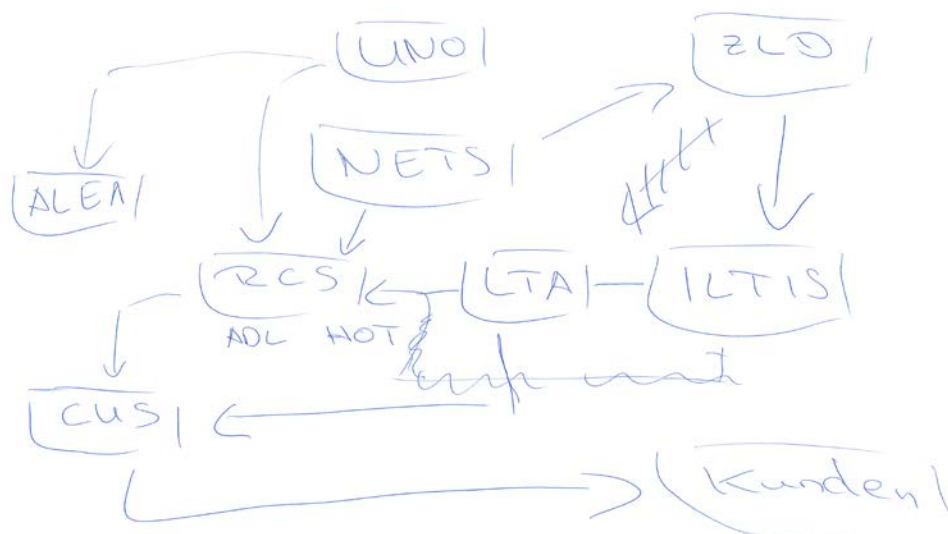 UNO
ZLD
NETS
ALEA
RCS
LTA
ILTIS
ADL HOT
CUS
Kunden